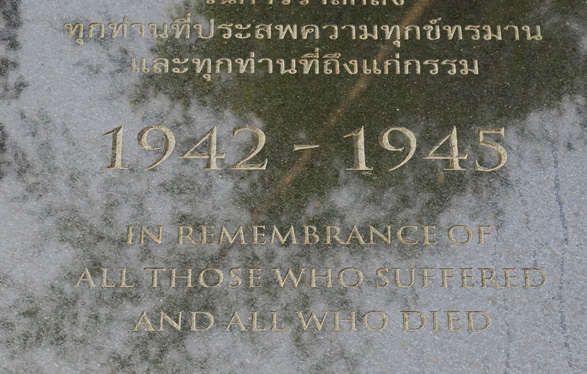 ทุกท่านที่ประสพความทุกข์ทรมาน
และทุกท่านที่ถึงแก่กรรม
1942 - 1945
IN REMEMBRANCE OF
ALL THOSE WHO SUFFERED
AND ALL WHO DIED